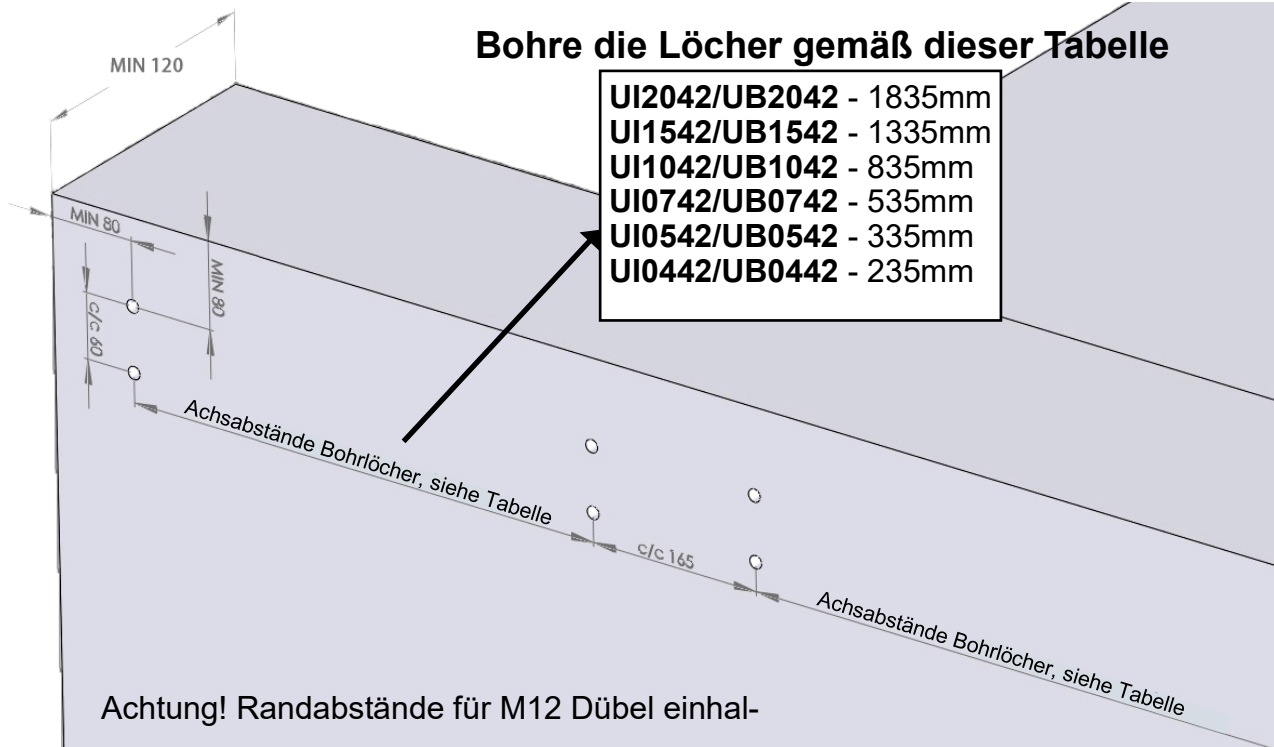 Bohre die Löcher gemäß dieser Tabelle
MIN 120
UI2042/UB2042 - 1835mm
UI1542/UB1542 - 1335mm
UI1042/UB1042 - 835mm
UI0742/UB0742 - 535mm
UI0542/UB0542 - 335mm
UI0442/UB0442 - 235mm
MIN 80
MIN 80
c/c 60
Achsabstände Bohrlöcher, siehe Tabelle
c/c 165
Achsabstände Bohrlöcher, siehe Tabelle
Achtung! Randabstände für M12 Dübel einhal-